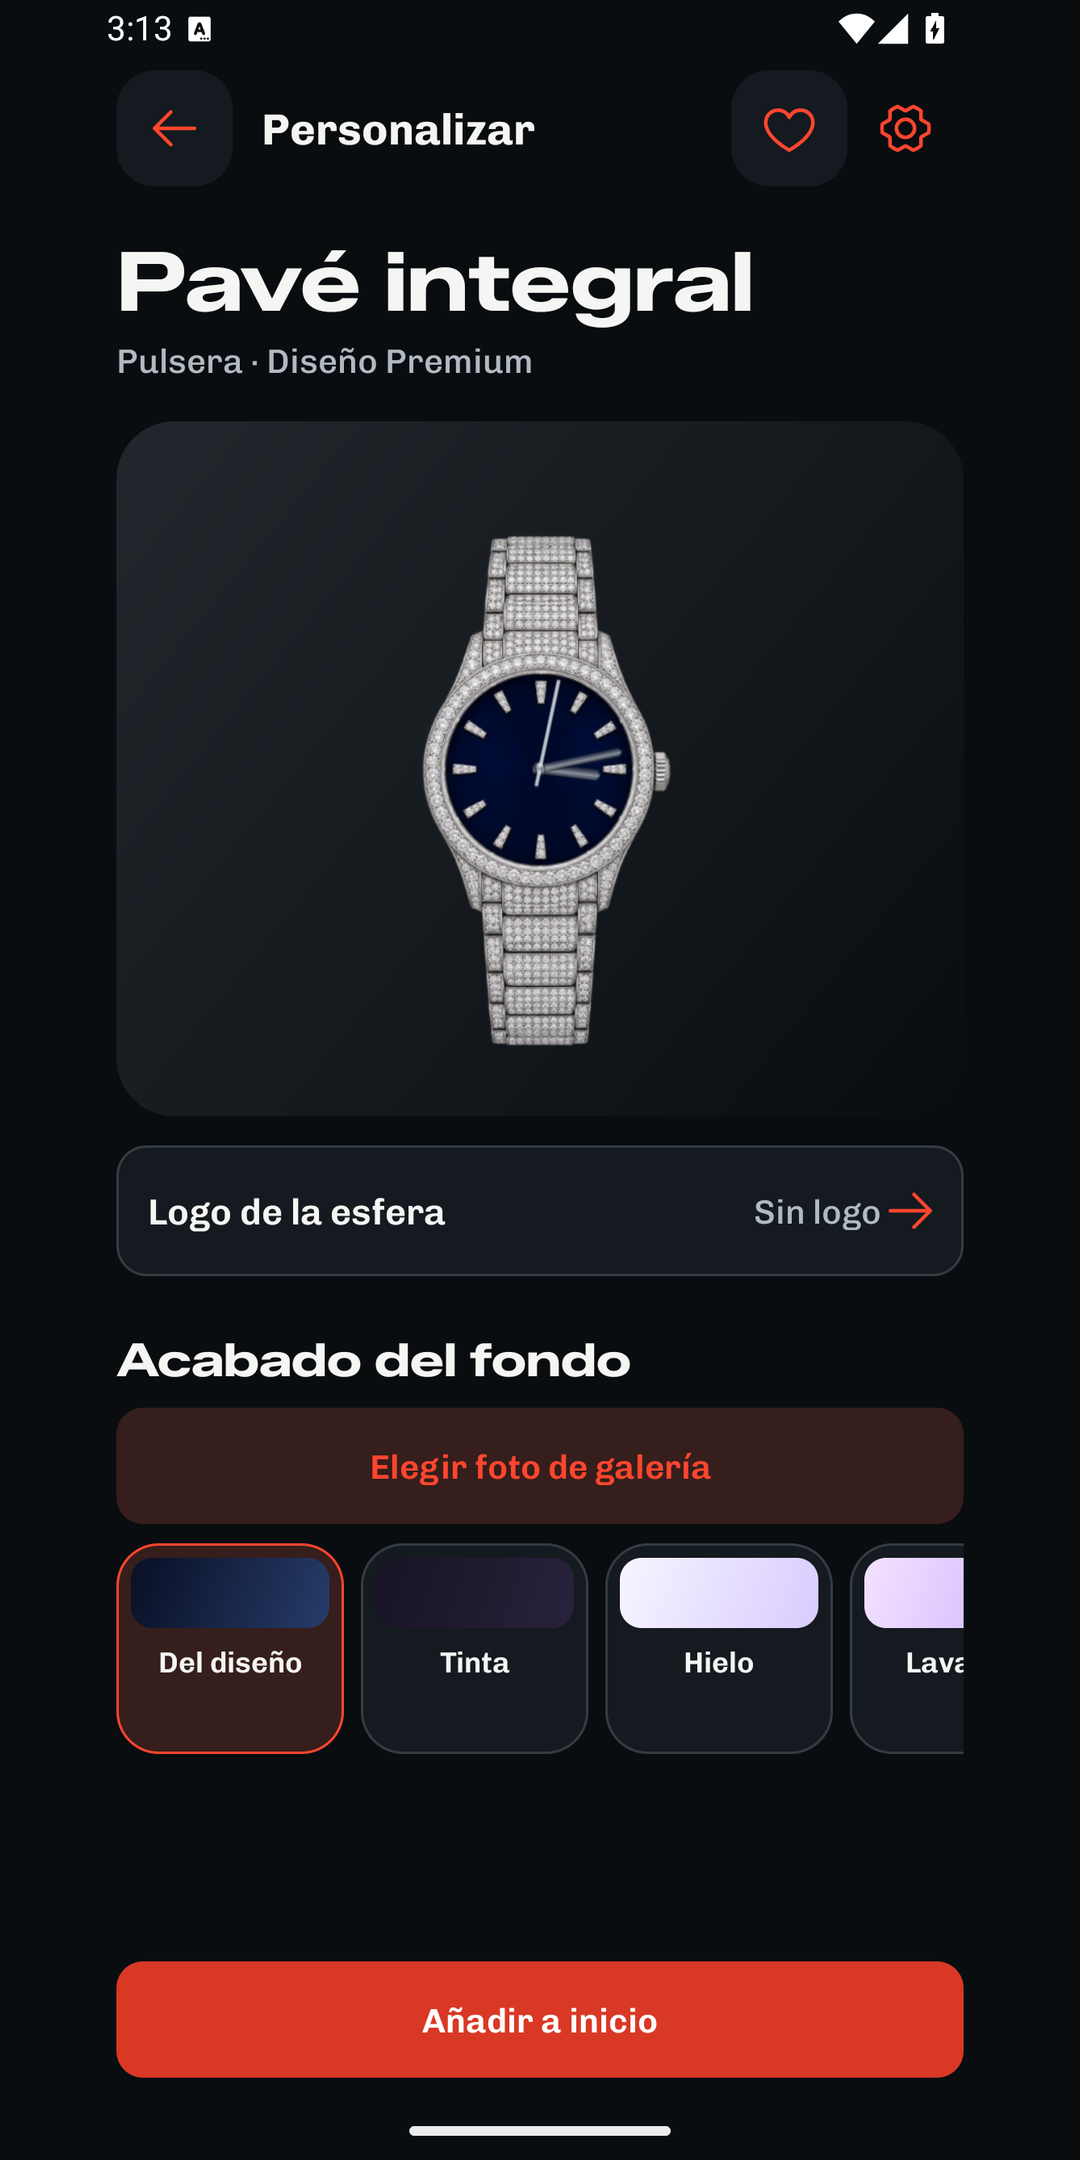 3:13
Personalizar
Pavé integral
Pulsera · Diseño Premium
Logo de la esfera
Sin logo
Acabado del fondo
Elegir foto de galería
Del diseño
Tinta
Hielo
Lava
Añadir a inicio